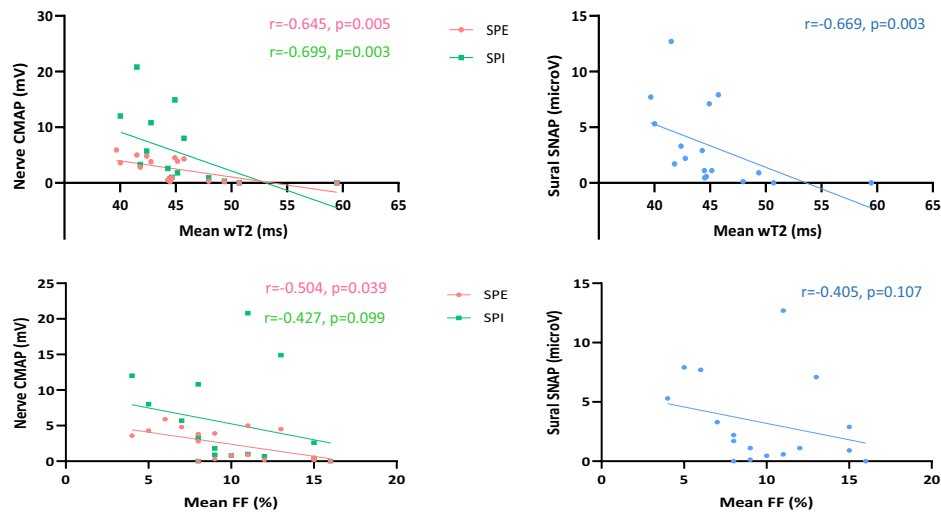 r=-0.645, p=0.005
r=-0.699, p=0.003
SPE
SPI
Nerve CMAP (mV)
30
20
10
0
40
45
50
55
60
65
Mean wT2 (ms)
r=-0.669, p=0.003
Sural SNAP (microV)
15
10
5
0
40
45
50
55
60
65
Mean wT2 (ms)
r=-0.504, p=0.039
r=-0.427, p=0.099
SPE
SPI
Nerve CMAP (mV)
25
20
15
10
5
0
0
5
10
15
20
Mean FF (%)
r=-0.405, p=0.107
Sural SNAP (microV)
15
10
5
0
0
5
10
15
20
Mean FF (%)